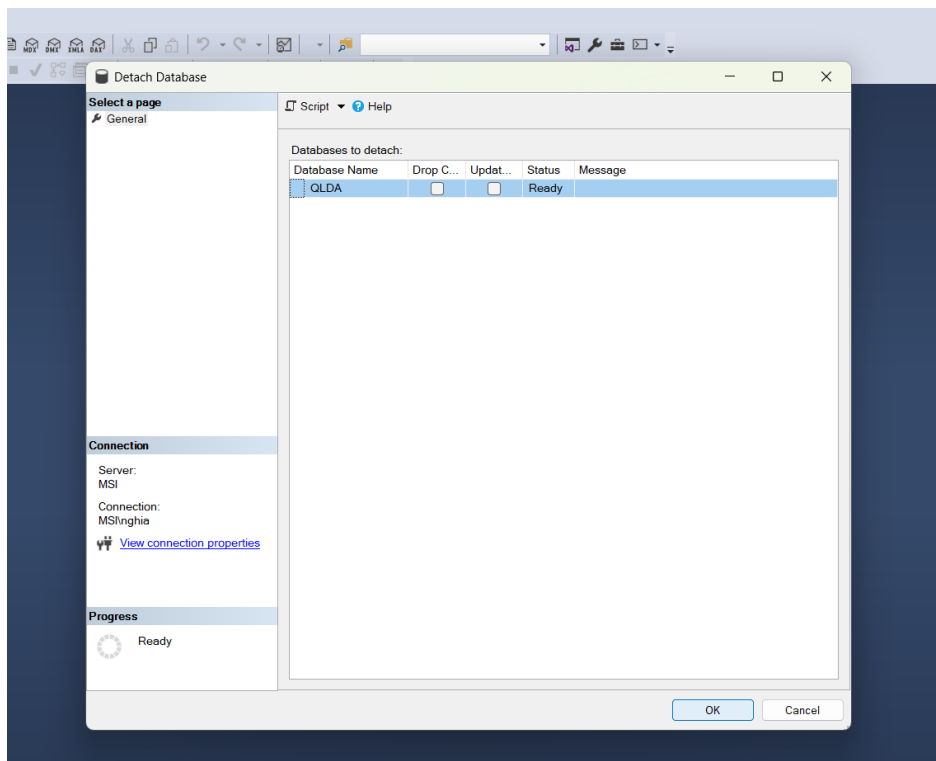 MDX DMX XMLA DAX
Detach Database
Select a page
General
Script Help
Databases to detach:
Database Name Drop C... Updat... Status Message
QLDA Ready
Connection
Server:
MSI
Connection:
MSI\nghia
View connection properties
Progress
Ready
OK Cancel